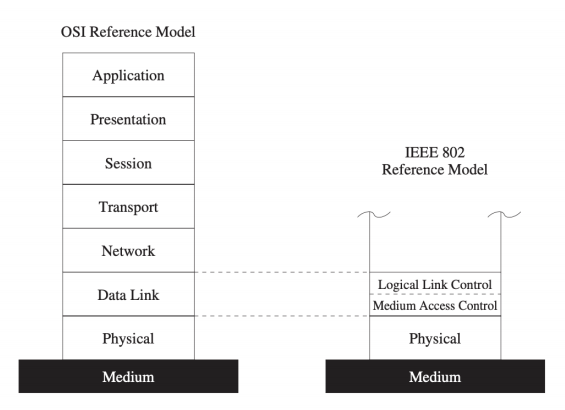 OSI Reference Model
Application
Presentation
Session
Transport
Network
Data Link
Physical
Medium
IEEE 802
Reference Model
Logical Link Control
Medium Access Control
Physical
Medium